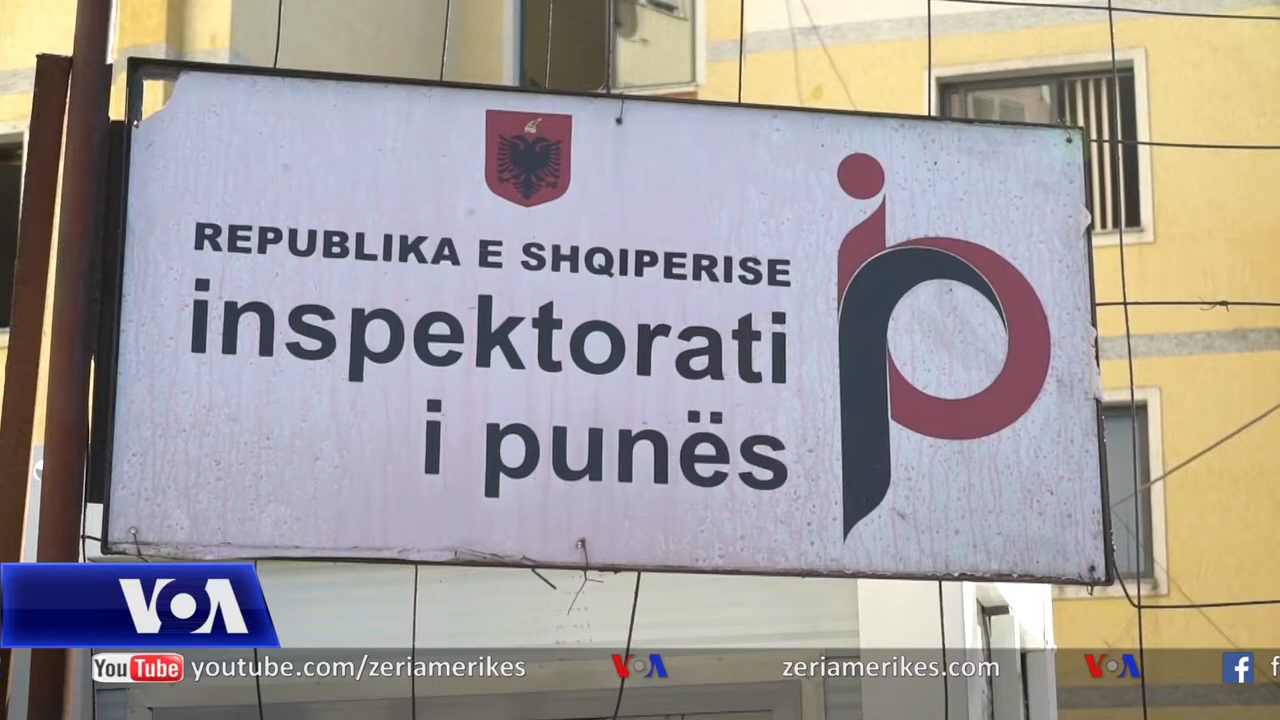 REPUBLIKA E SHQIPERISE
inspektorati
i punës
VOA
YouTube youtube.com/zeriamerikes VOA zeriamerikes.com VOA f